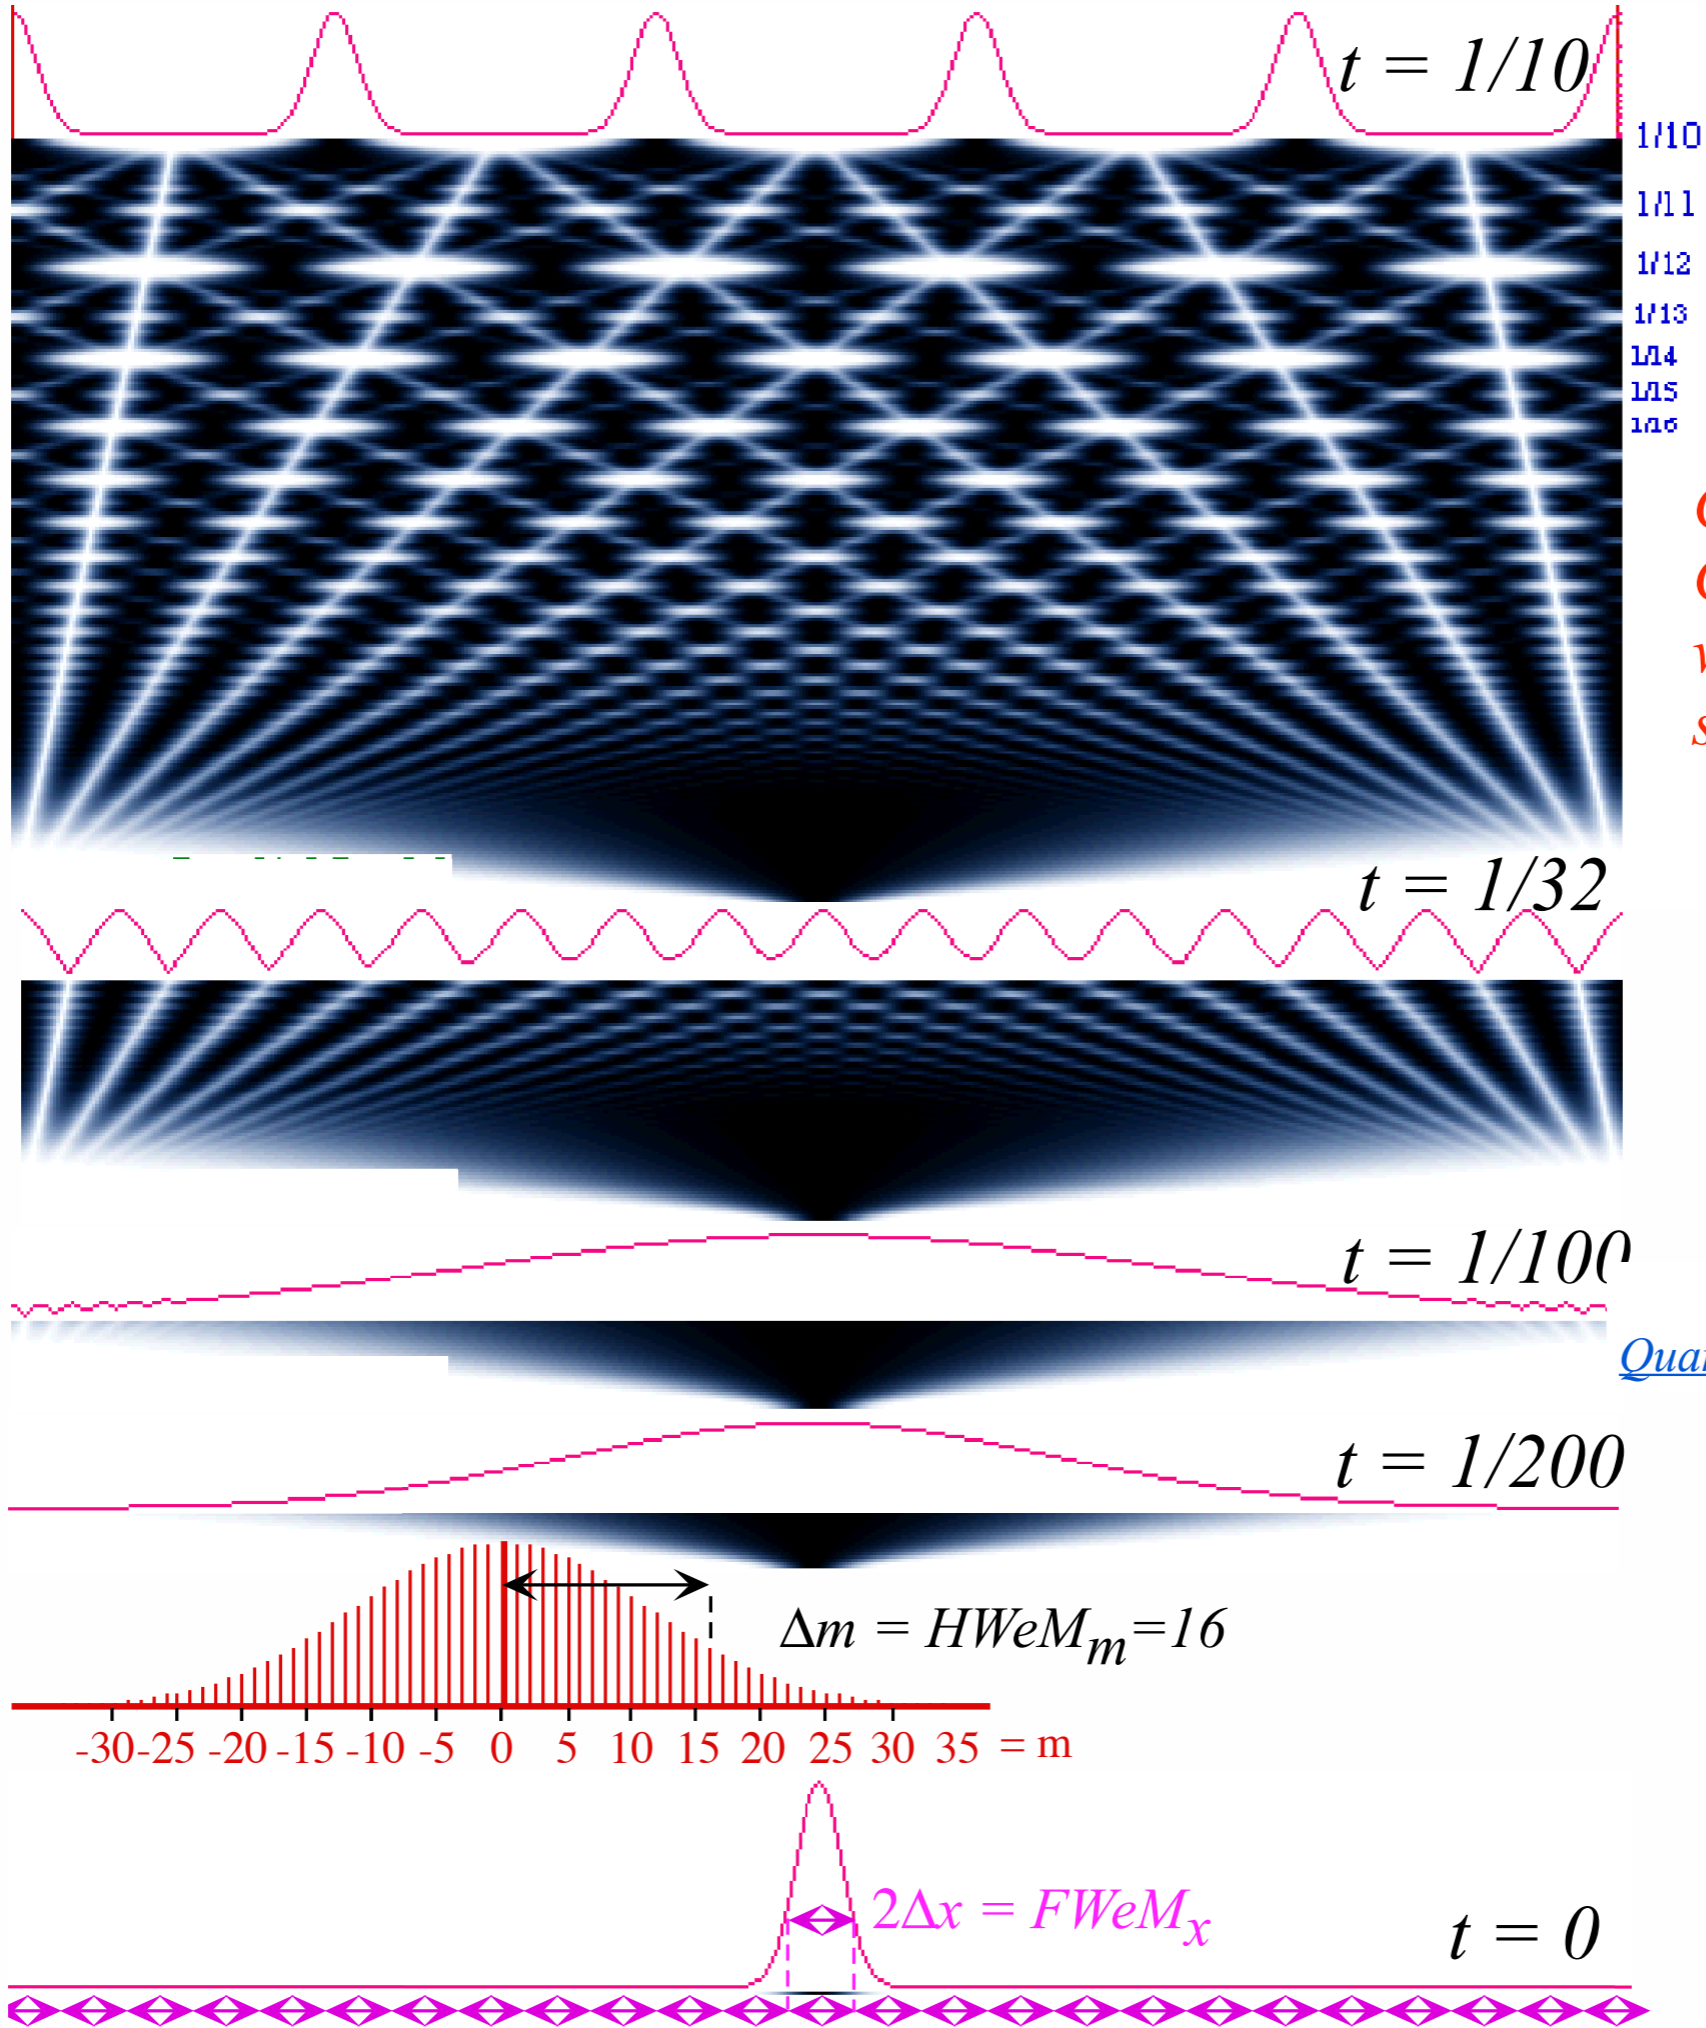 t = 1/10
1/10
1/11
1/12
1/13
1/14
1/15
1/16
t = 1/32
t = 1/100
t = 1/200
Δm = HWeMm=16
-30 -25 -20 -15 -10 -5 0 5 10 15 20 25 30 35 = m
2Δx = FWeMx
t = 0